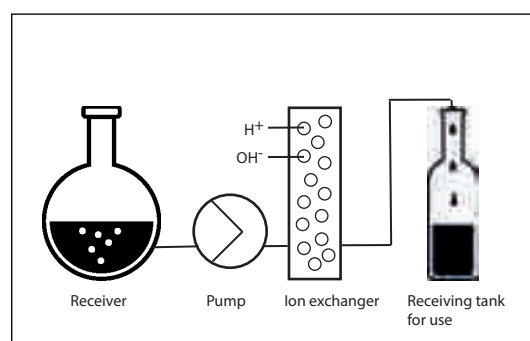 H⁺
OH⁻
Receiver
Pump
Ion exchanger
Receiving tank
for use